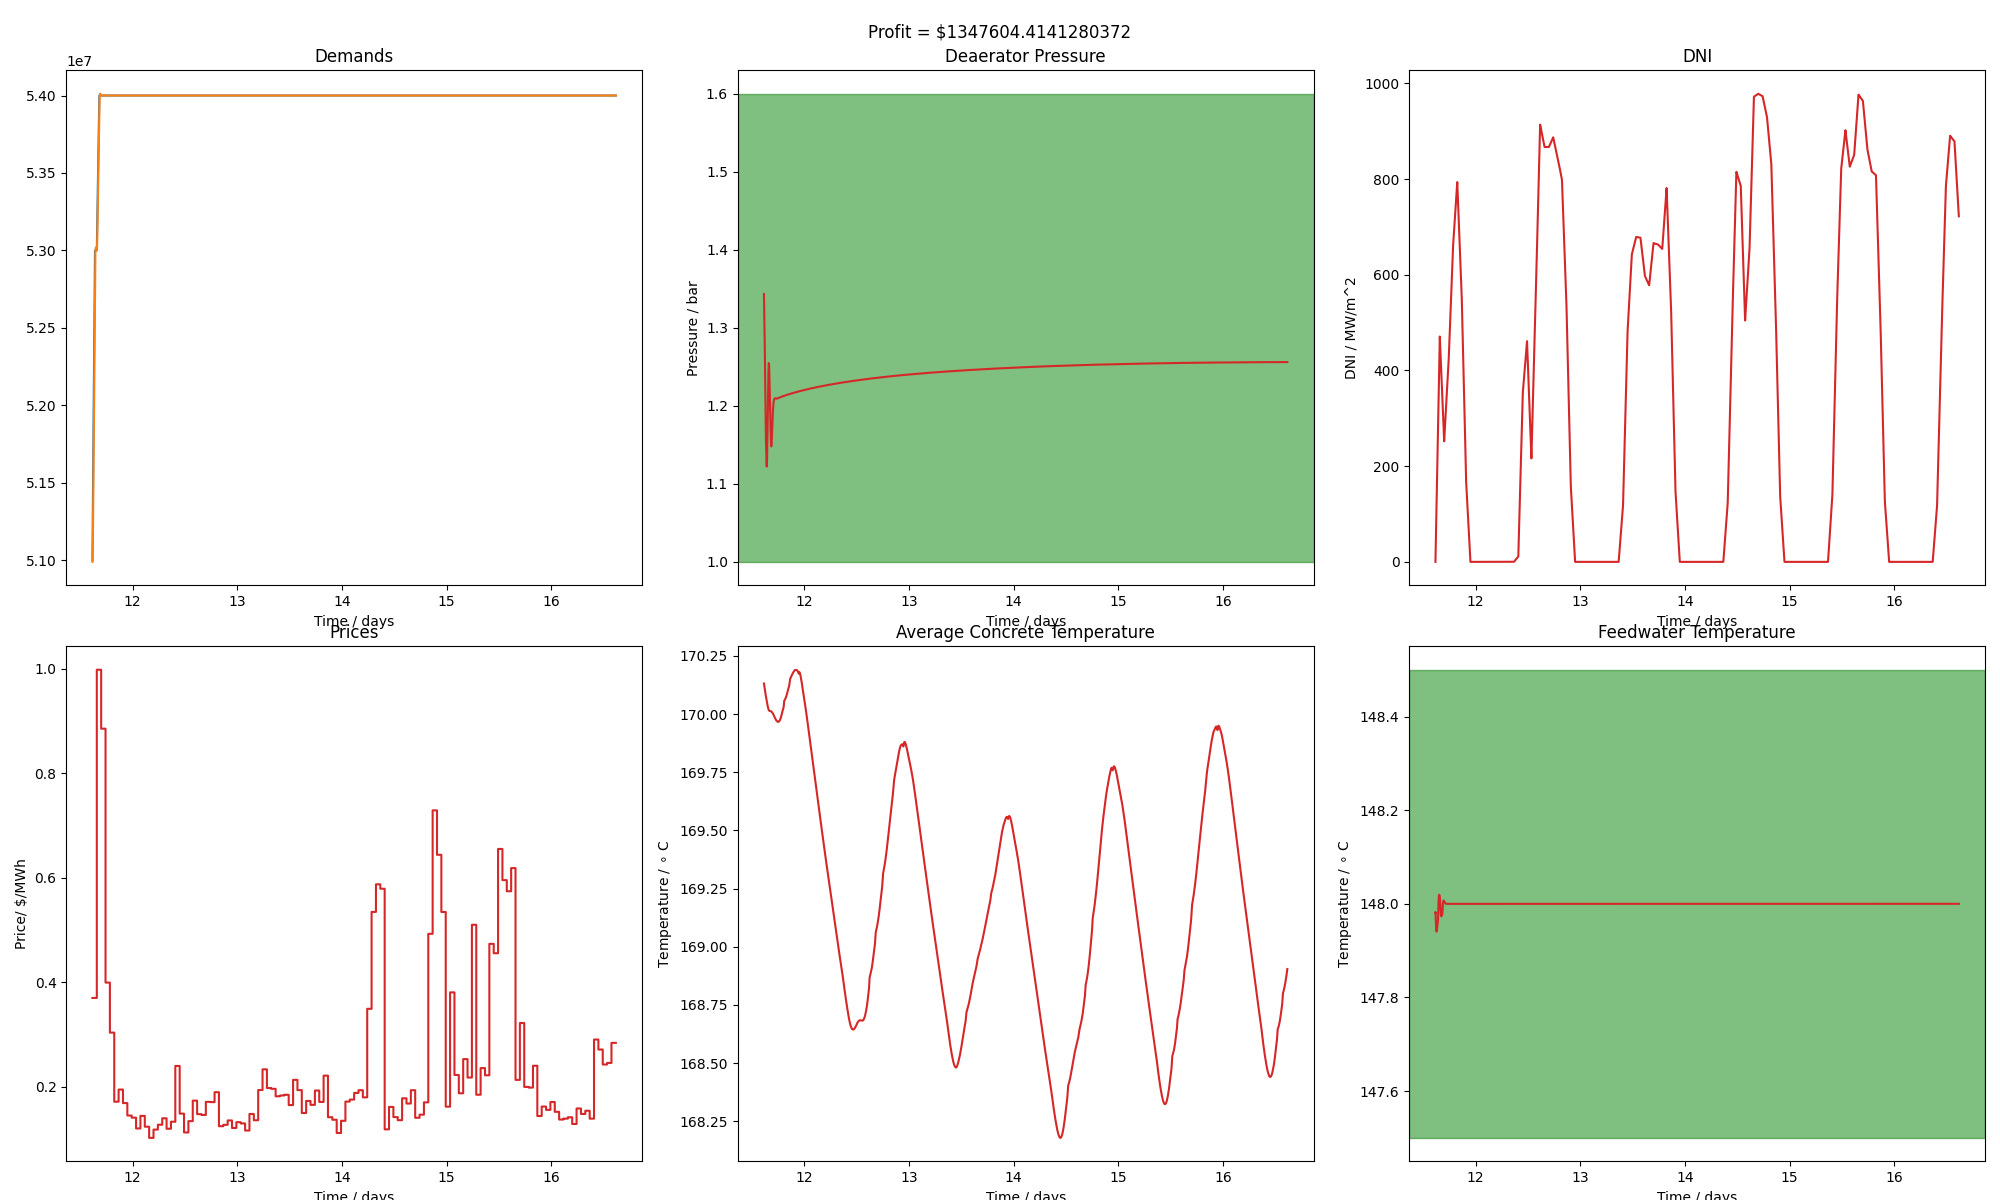 Profit = $1347604.4141280372
Demands
1e7
5.40
5.35
5.30
5.25
5.20
5.15
5.10
12 13 14 15 16
Time / days
Deaerator Pressure
Pressure / bar
1.6
1.5
1.4
1.3
1.2
1.1
1.0
12 13 14 15 16
Time / days
DNI
DNI / MW/m^2
1000
800
600
400
200
0
12 13 14 15 16
Time / days
Prices
Price/ $/MWh
1.0
0.8
0.6
0.4
0.2
12 13 14 15 16
Time / days
Average Concrete Temperature
Temperature / ∘ C
170.25
170.00
169.75
169.50
169.25
169.00
168.75
168.50
168.25
12 13 14 15 16
Time / days
Feedwater Temperature
Temperature / ∘ C
148.4
148.2
148.0
147.8
147.6
12 13 14 15 16
Time / days